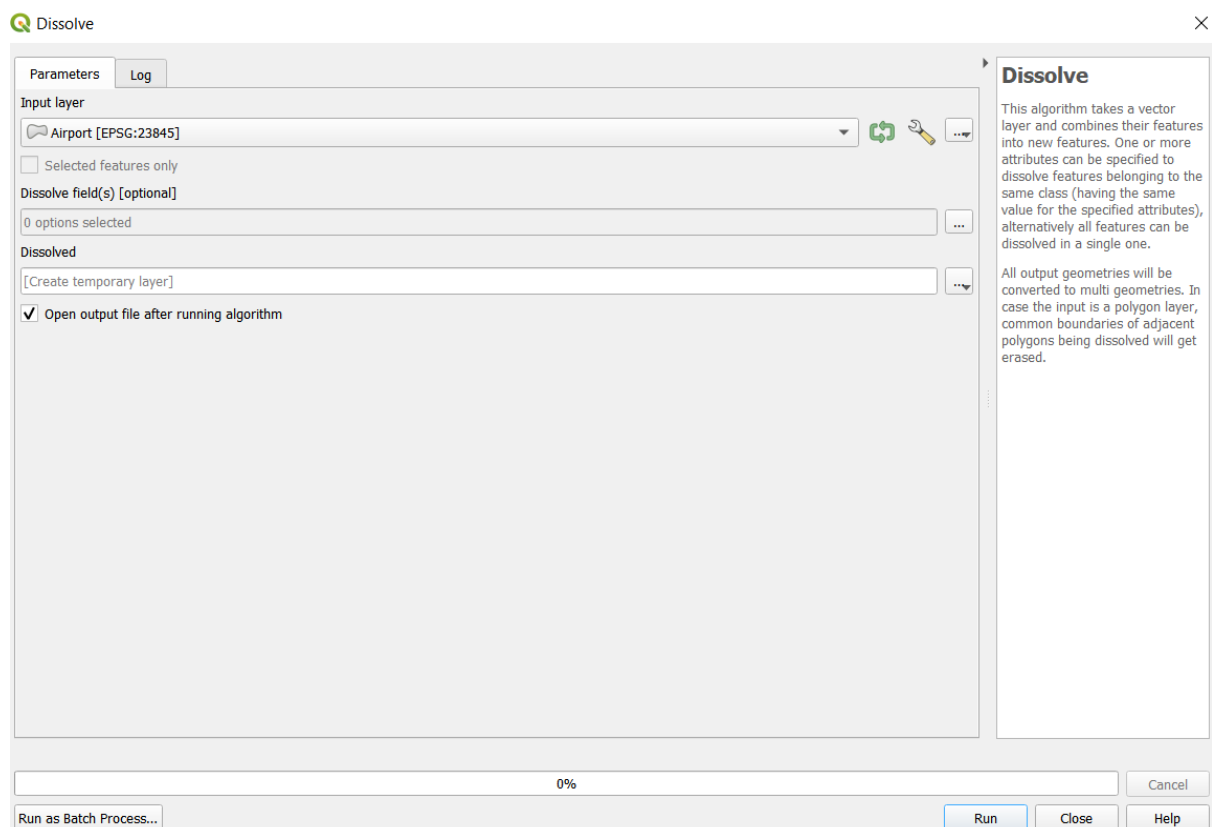 Dissolve
Parameters
Log
Input layer
Airport [EPSG:23845]
...
Selected features only
Dissolve field(s) [optional]
0 options selected
...
Dissolved
[Create temporary layer]
...
Open output file after running algorithm
Dissolve
This algorithm takes a vector
layer and combines their features
into new features. One or more
attributes can be specified to
dissolve features belonging to the
same class (having the same
value for the specified attributes),
alternatively all features can be
dissolved in a single one.
All output geometries will be
converted to multi geometries. In
case the input is a polygon layer,
common boundaries of adjacent
polygons being dissolved will get
erased.
0%
Cancel
Run as Batch Process...
Run
Close
Help